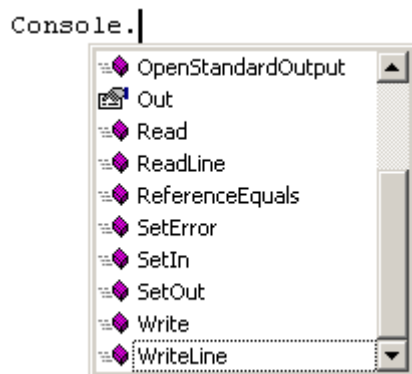 Console.
OpenStandardOutput
Out
Read
ReadLine
ReferenceEquals
SetError
SetIn
SetOut
Write
WriteLine